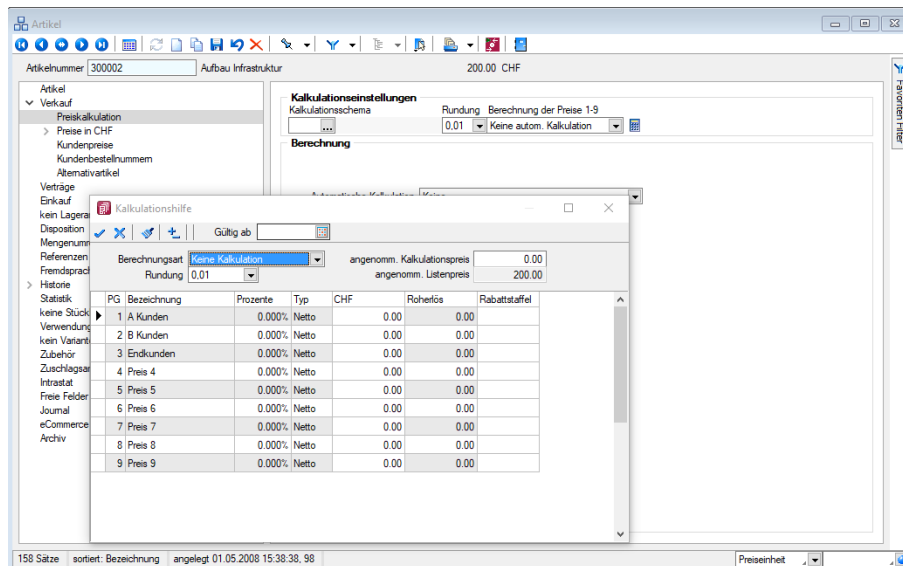 Artikel
Artikelnummer 300002 Aufbau Infrastruktur 200.00 CHF
Favoriten Filter
Artikel
Verkauf
Preiskalkulation
Preise in CHF
Kundenpreise
Kundenbestellnummern
Alternativartikel
Verträge
Einkauf
kein Lagerar
Disposition
Mengenum
Referenzen
Fremdsprach
Historie
Statistik
keine Stück
Verwendung
kein Variante
Zubehör
Zuschlagsar
Intrastat
Freie Felder
Journal
eCommerce
Archiv
Kalkulationseinstellungen
Kalkulationsschema Rundung Berechnung der Preise 1-9
... 0,01 Keine autom. Kalkulation
Berechnung
Automatische Kalkulation Keine
Kalkulationshilfe
Gültig ab
Berechnungsart Keine Kalkulation angenomm. Kalkulationspreis 0.00
Rundung 0,01 angenomm. Listenpreis 200.00
PG Bezeichnung Prozente Typ CHF Roherlös Rabattstaffel
1 A Kunden 0.000% Netto 0.00 0.00
2 B Kunden 0.000% Netto 0.00 0.00
3 Endkunden 0.000% Netto 0.00 0.00
4 Preis 4 0.000% Netto 0.00 0.00
5 Preis 5 0.000% Netto 0.00 0.00
6 Preis 6 0.000% Netto 0.00 0.00
7 Preis 7 0.000% Netto 0.00 0.00
8 Preis 8 0.000% Netto 0.00 0.00
9 Preis 9 0.000% Netto 0.00 0.00
158 Sätze sortiert: Bezeichnung angelegt 01.05.2008 15:38:38, 98 Preiseinheit